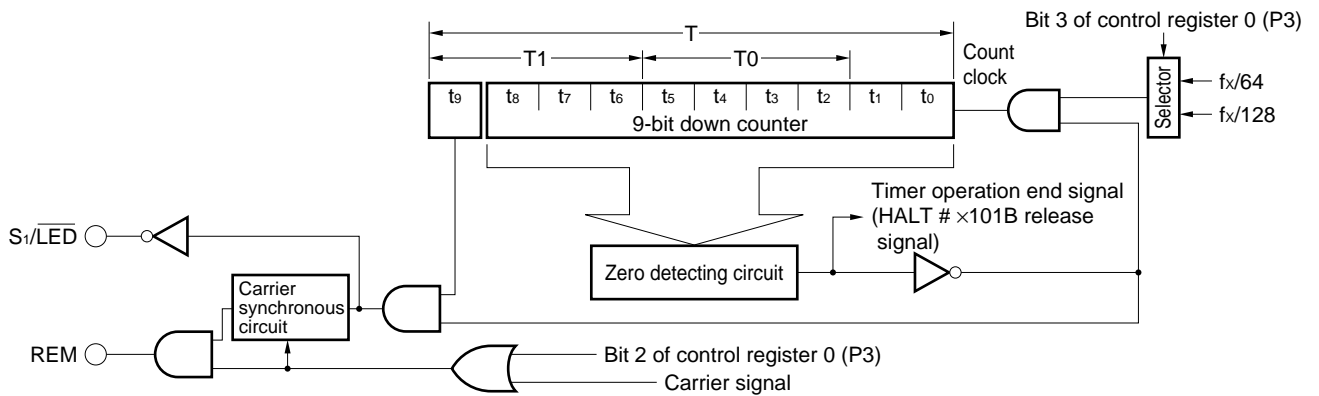 Bit 3 of control register 0 (P3)
T
T1
T0
Count
clock
t9
t8
t7
t6
t5
t4
t3
t2
t1
t0
9-bit down counter
Selector
fX/64
fX/128
Timer operation end signal
(HALT # ×101B release
signal)
S1/LED
Zero detecting circuit
Carrier
synchronous
circuit
REM
Bit 2 of control register 0 (P3)
Carrier signal